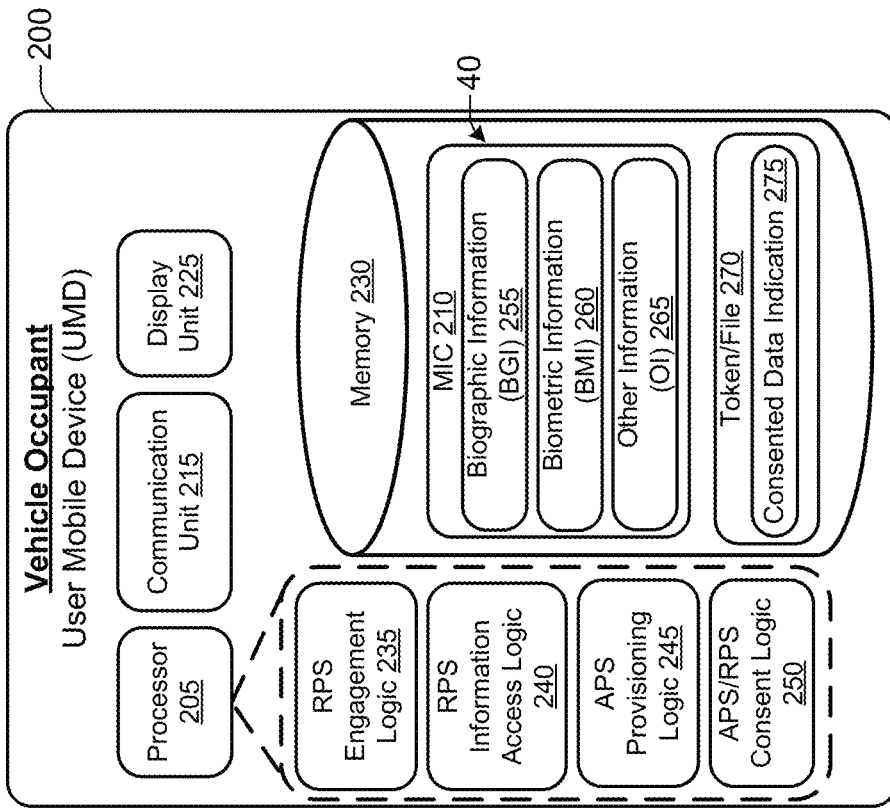 Vehicle Occupant
User Mobile Device (UMD)
200
Processor
205
Communication
Unit 215
Display
Unit 225
RPS
Engagement
Logic 235
RPS
Information
Access Logic
240
APS
Provisioning
Logic 245
APS/RPS
Consent Logic
250
Memory 230
40
MIC 210
Biographic Information
(BGI) 255
Biometric Information
(BMI) 260
Other Information
(OI) 265
Token/File 270
Consented Data Indication 275